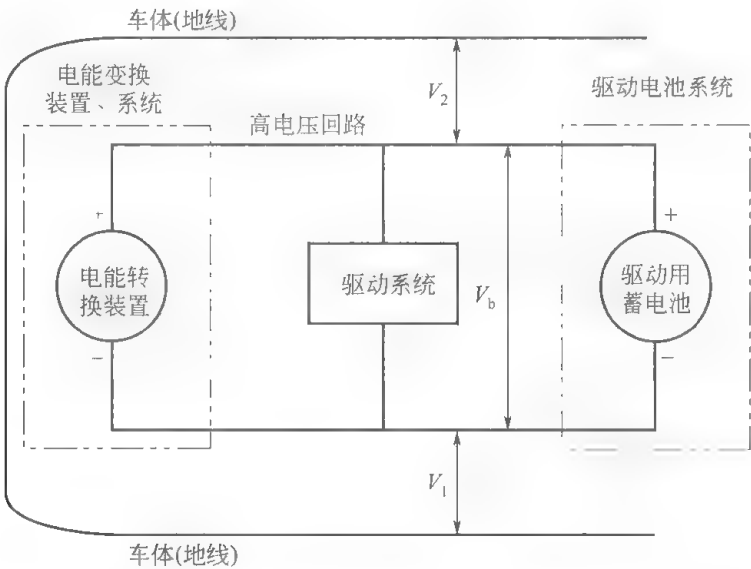 车体(地线)
电能变换
装置、系统
V2
驱动电池系统
高电压回路
+
电能转
换装置
−
驱动系统
Vb
+
驱动用
蓄电池
−
V1
车体(地线)